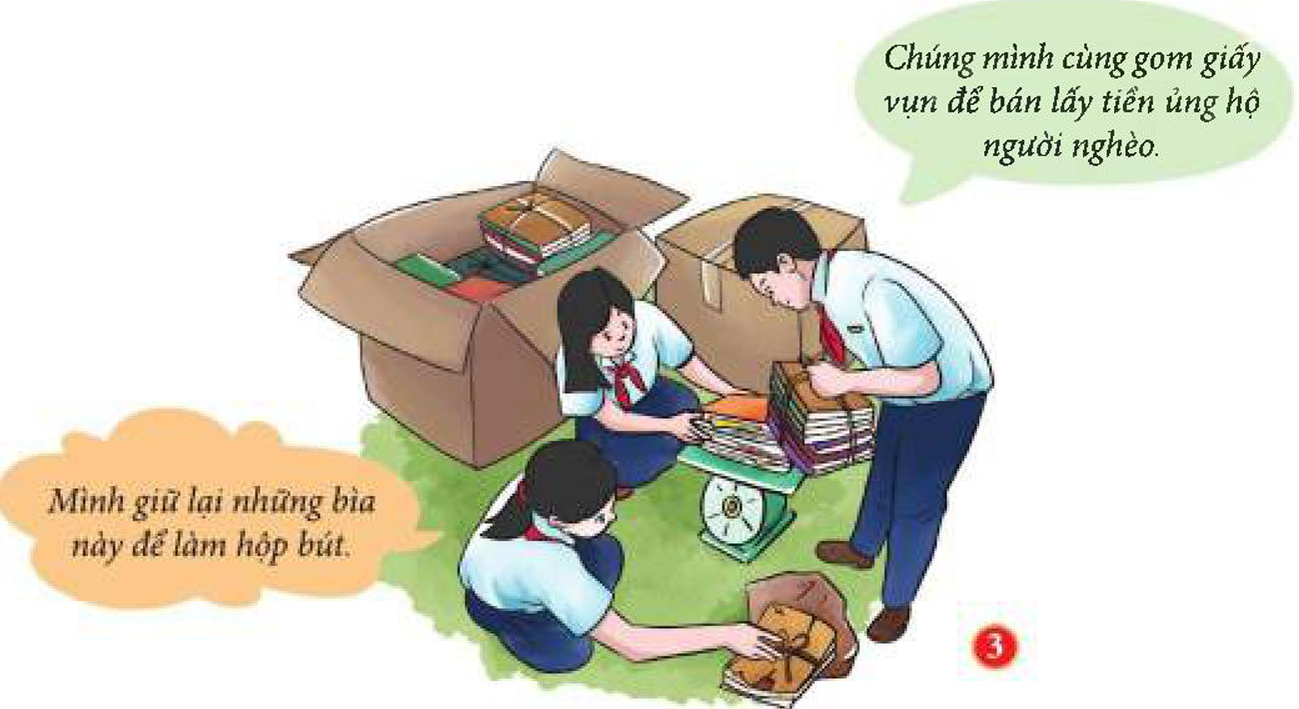 Chúng mình cùng gom giấy
vụn để bán lấy tiền ủng hộ
người nghèo.
Mình giữ lại những bìa
này để làm hộp bút.
3